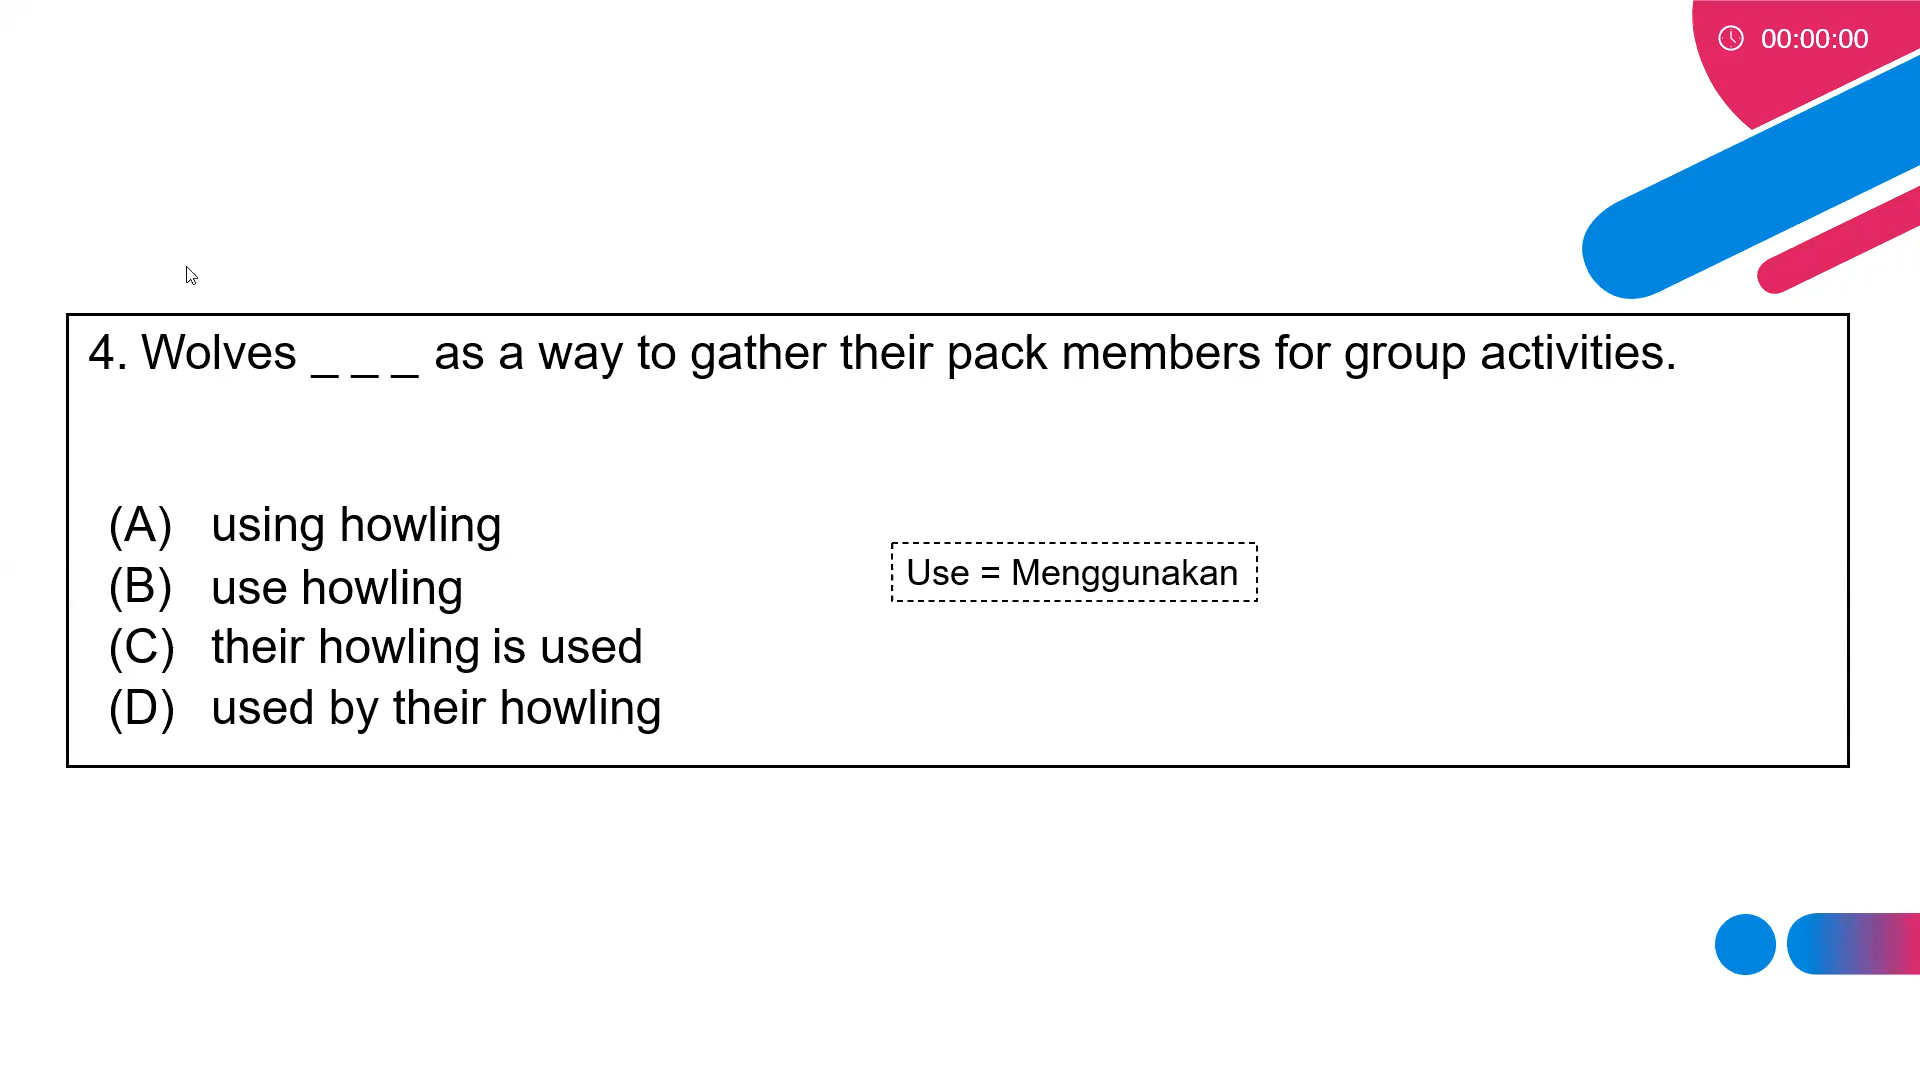 00:00:00
4. Wolves _ _ _ as a way to gather their pack members for group activities.
(A) using howling
(B) use howling
(C) their howling is used
(D) used by their howling
Use = Menggunakan